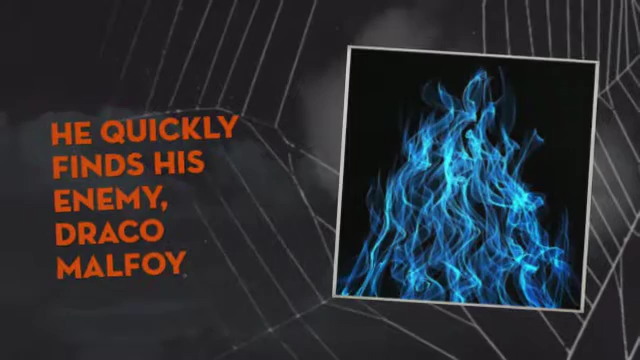 HE QUICKLY
FINDS HIS
ENEMY,
DRACO
MALFOY